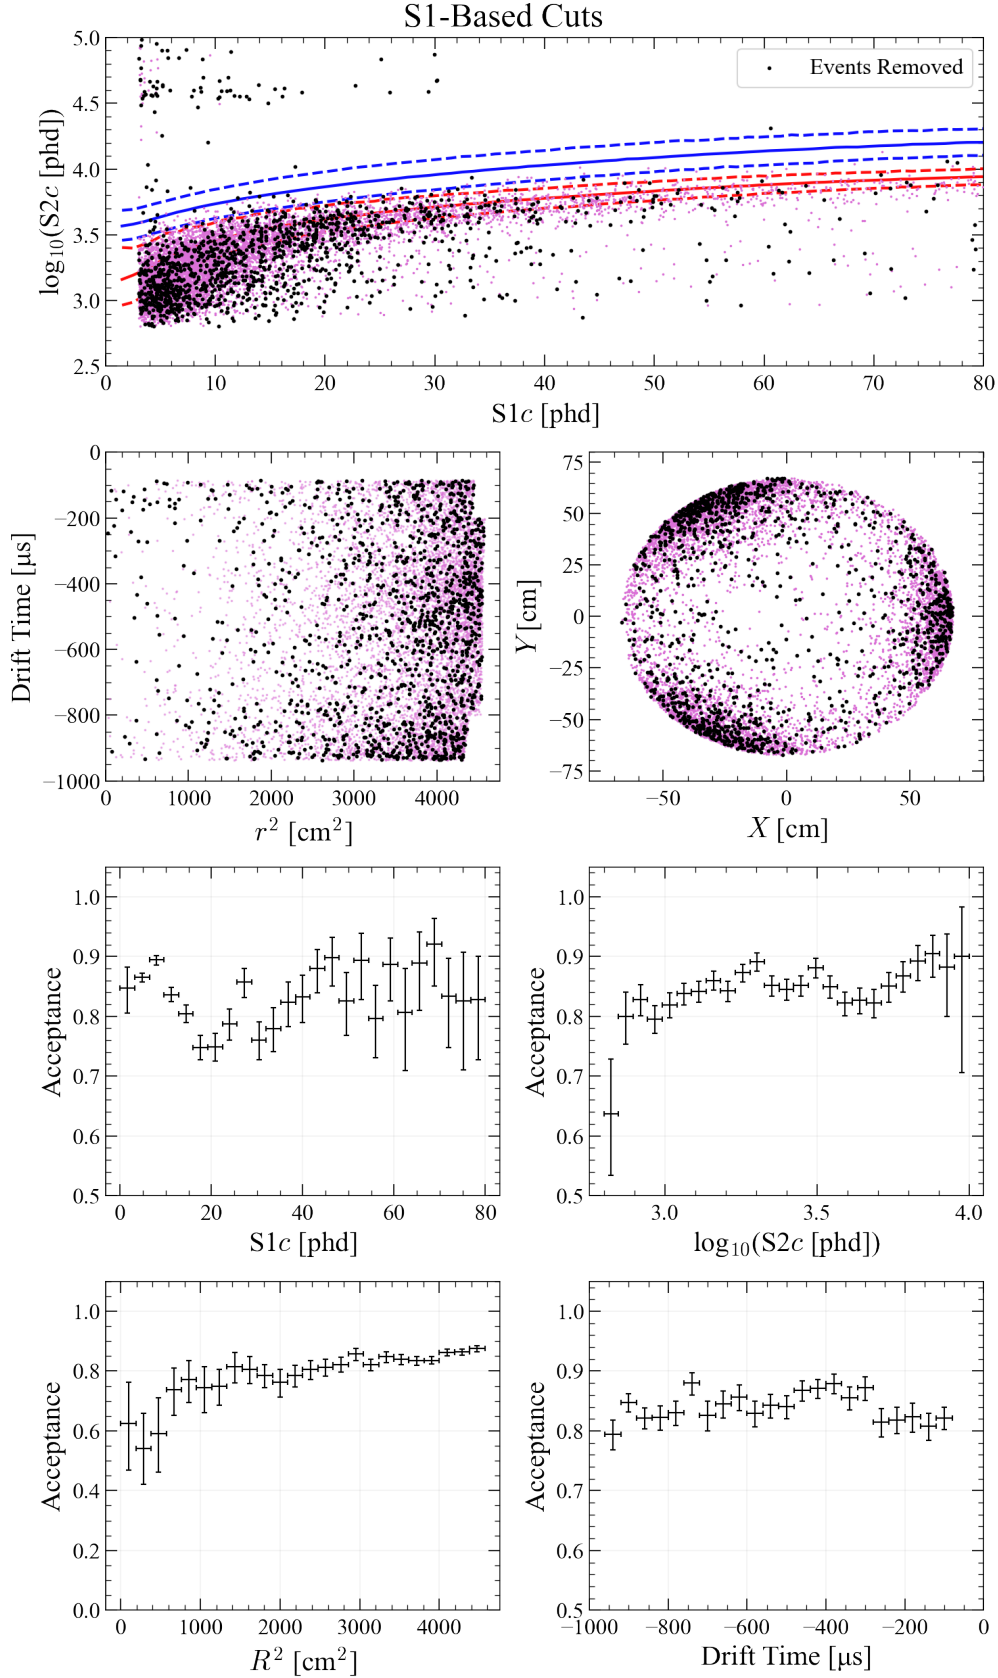 S1-Based Cuts
5.0
4.5
4.0
3.5
3.0
2.5
log₁₀(S2c [phd])
Events Removed
0 10 20 30 40 50 60 70 80
S1c [phd]
0
−200
−400
−600
−800
−1000
Drift Time [μs]
0 1000 2000 3000 4000
r² [cm²]
75
50
25
0
−25
−50
−75
Y [cm]
−50 0 50
X [cm]
1.0
0.9
0.8
0.7
0.6
0.5
Acceptance
0 20 40 60 80
S1c [phd]
1.0
0.9
0.8
0.7
0.6
0.5
Acceptance
3.0 3.5 4.0
log₁₀(S2c [phd])
1.0
0.8
0.6
0.4
0.2
0.0
Acceptance
0 1000 2000 3000 4000
R² [cm²]
1.0
0.9
0.8
0.7
0.6
0.5
Acceptance
−1000 −800 −600 −400 −200 0
Drift Time [μs]